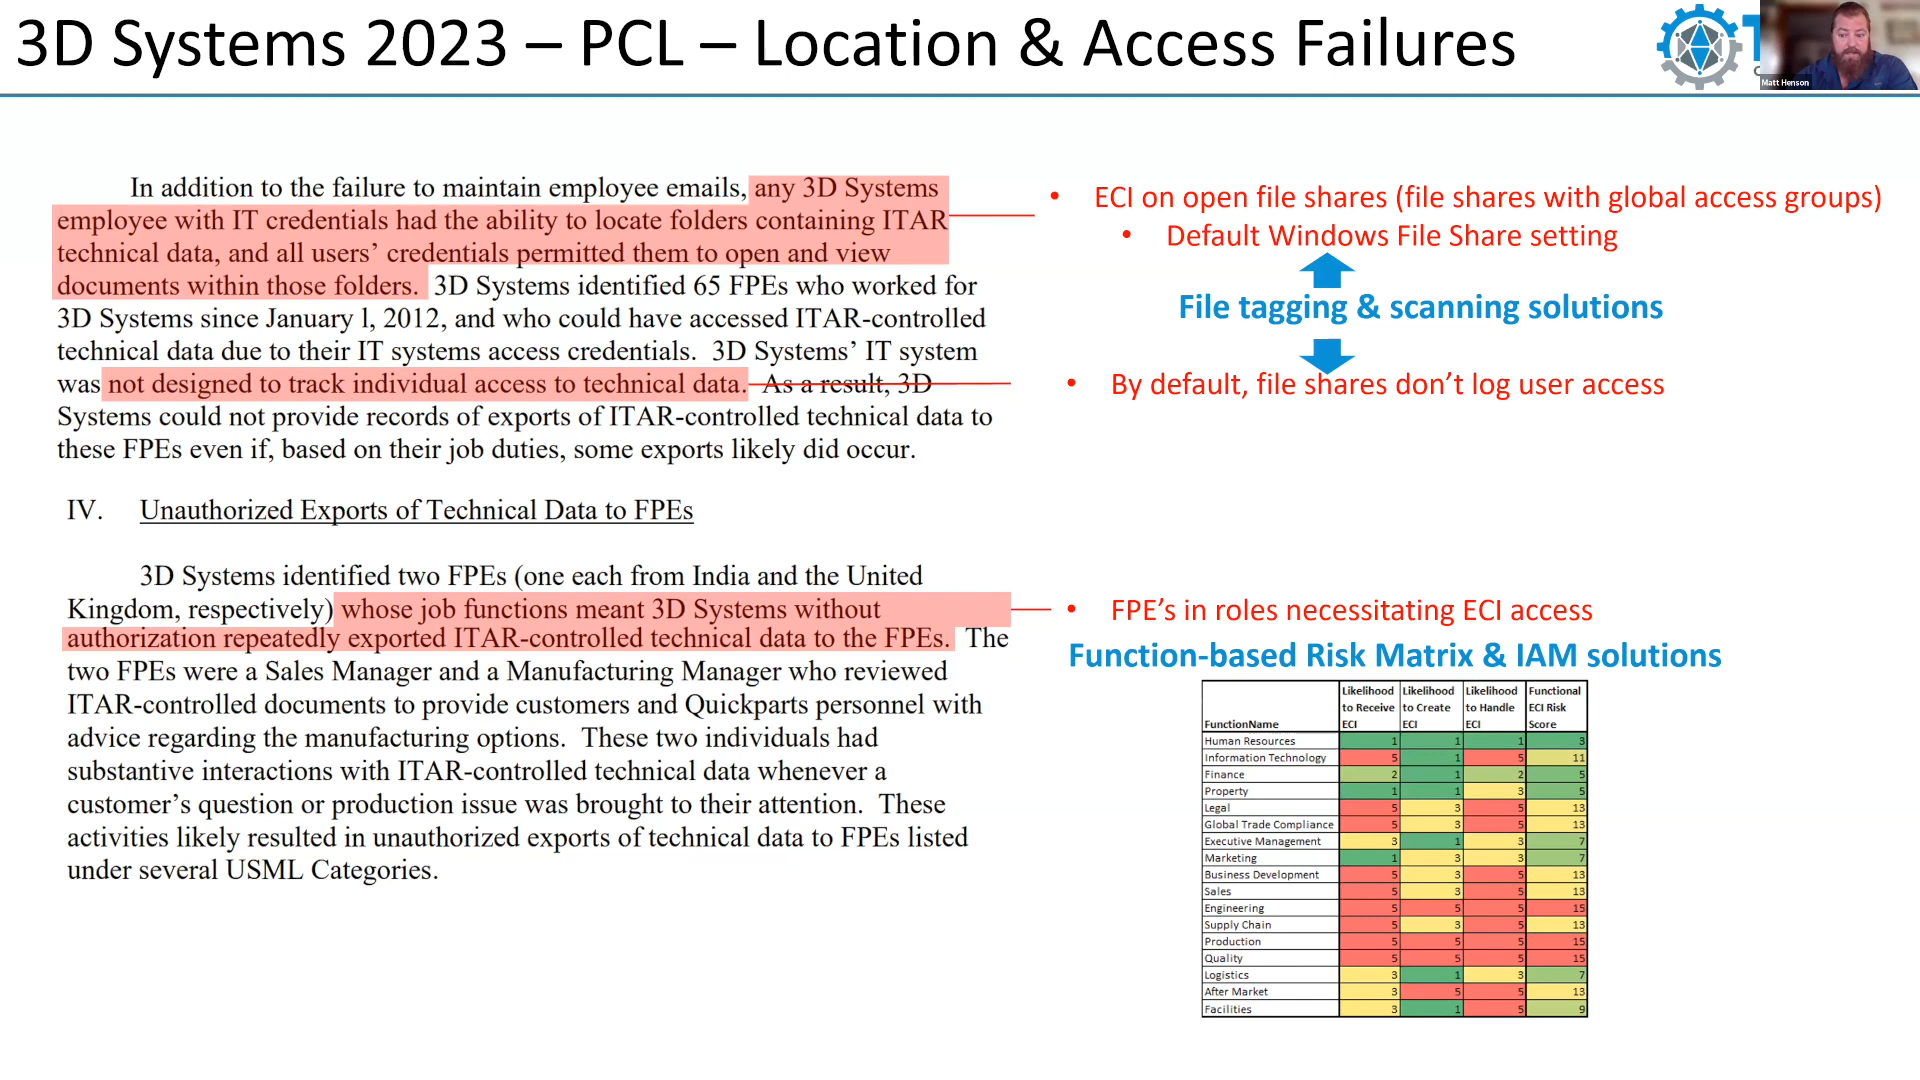 3D Systems 2023 – PCL – Location & Access Failures
Matt Henson
In addition to the failure to maintain employee emails, any 3D Systems
employee with IT credentials had the ability to locate folders containing ITAR
technical data, and all users’ credentials permitted them to open and view
documents within those folders. 3D Systems identified 65 FPEs who worked for
3D Systems since January l, 2012, and who could have accessed ITAR-controlled
technical data due to their IT systems access credentials. 3D Systems’ IT system
was not designed to track individual access to technical data. As a result, 3D
Systems could not provide records of exports of ITAR-controlled technical data to
these FPEs even if, based on their job duties, some exports likely did occur.
IV. Unauthorized Exports of Technical Data to FPEs
3D Systems identified two FPEs (one each from India and the United
Kingdom, respectively) whose job functions meant 3D Systems without
authorization repeatedly exported ITAR-controlled technical data to the FPEs. The
two FPEs were a Sales Manager and a Manufacturing Manager who reviewed
ITAR-controlled documents to provide customers and Quickparts personnel with
advice regarding the manufacturing options. These two individuals had
substantive interactions with ITAR-controlled technical data whenever a
customer’s question or production issue was brought to their attention. These
activities likely resulted in unauthorized exports of technical data to FPEs listed
under several USML Categories.
• ECI on open file shares (file shares with global access groups)
• Default Windows File Share setting
File tagging & scanning solutions
• By default, file shares don’t log user access
• FPE’s in roles necessitating ECI access
Function-based Risk Matrix & IAM solutions
FunctionName Likelihood to Receive ECI Likelihood to Create ECI Likelihood to Handle ECI Functional ECI Risk Score
Human Resources 1 1 1 3
Information Technology 5 1 5 11
Finance 2 1 2 5
Property 1 1 3 5
Legal 5 3 5 13
Global Trade Compliance 5 3 5 13
Executive Management 3 1 3 7
Marketing 1 3 3 7
Business Development 5 3 5 13
Sales 5 3 5 13
Engineering 5 5 5 15
Supply Chain 5 3 5 13
Production 5 5 5 15
Quality 5 5 5 15
Logistics 3 1 3 7
After Market 3 5 5 13
Facilities 3 1 5 9